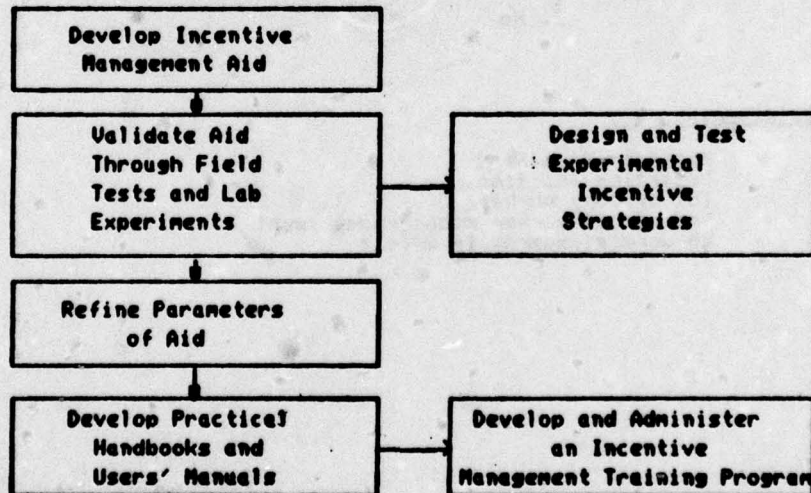 Develop Incentive
Management Aid
Validate Aid
Through Field
Tests and Lab
Experiments
Design and Test
Experimental
Incentive
Strategies
Refine Parameters
of Aid
Develop Practical
Handbooks and
Users' Manuals
Develop and Administer
an Incentive
Management Training Program